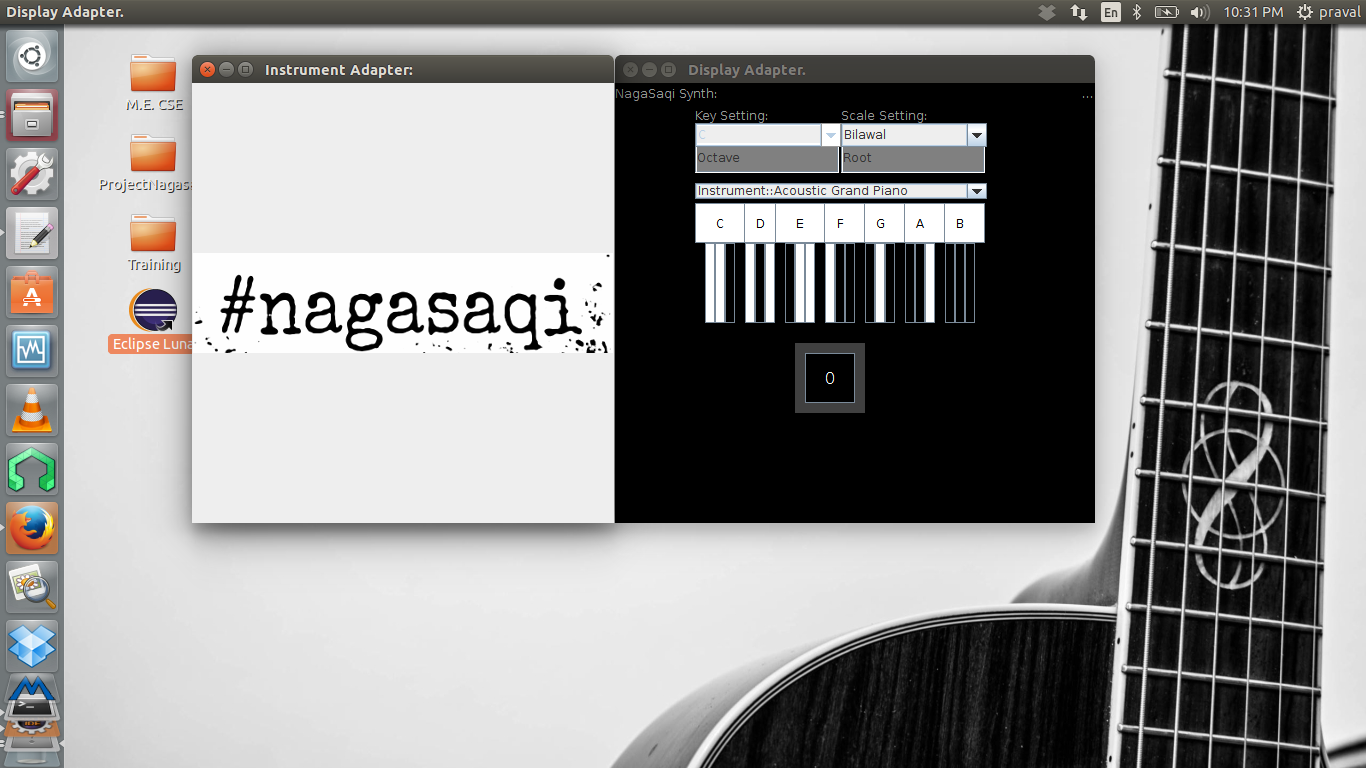 Display Adapter.
En
10:31 PM
praval
M.E. CSE
ProjectNagas
Training
Eclipse Luna
Instrument Adapter:
#nagasaqi
Display Adapter.
NagaSaqi Synth:
...
Key Setting:
Scale Setting:
C
Bilawal
Octave
Root
Instrument::Acoustic Grand Piano
C D E F G A B
0